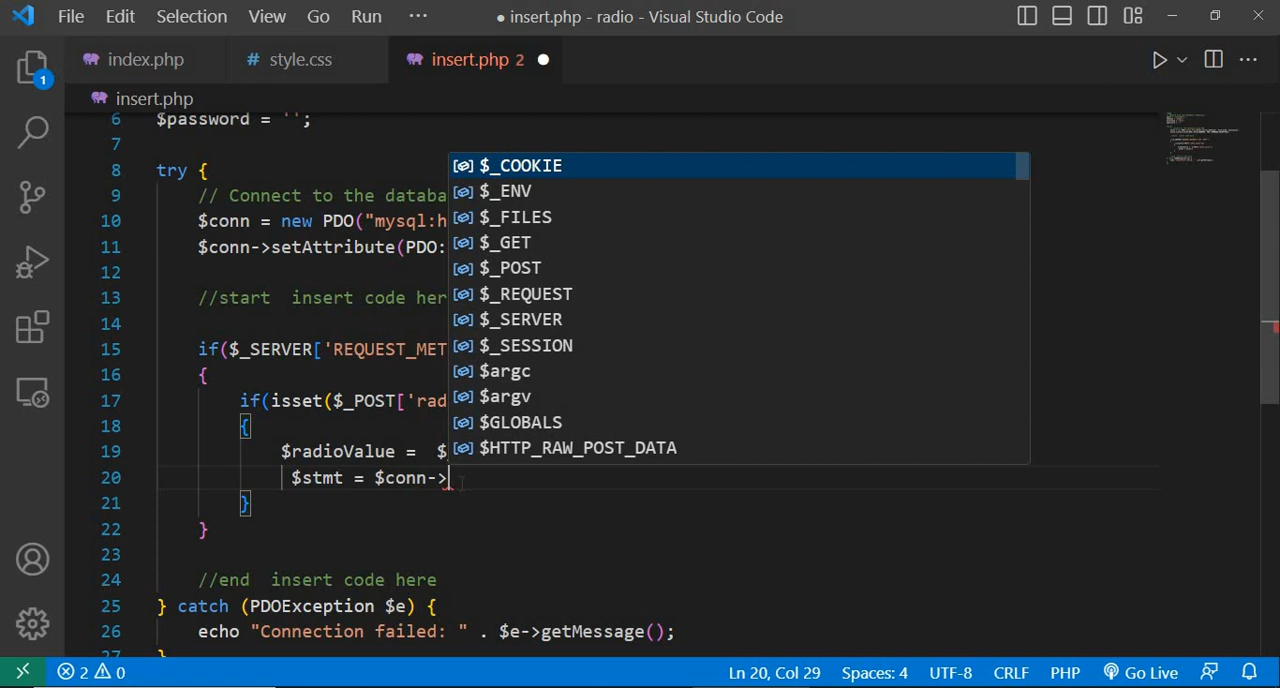 File Edit Selection View Go Run ··· ● insert.php - radio - Visual Studio Code
index.php # style.css insert.php 2 ●
1
insert.php
6 $password = '';
7
8 try {
9 // Connect to the databa
10 $conn = new PDO("mysql:h
11 $conn->setAttribute(PDO:
12
13 //start  insert code her
14
15 if($_SERVER['REQUEST_MET
16 {
17 if(isset($_POST['rad
18 {
19 $radioValue =  $
20 $stmt = $conn->
21 }
22 }
23
24 //end  insert code here
25 } catch (PDOException $e) {
26 echo "Connection failed: " . $e->getMessage();
27 }
$_COOKIE
$_ENV
$_FILES
$_GET
$_POST
$_REQUEST
$_SERVER
$_SESSION
$argc
$argv
$GLOBALS
$HTTP_RAW_POST_DATA
2 0 Ln 20, Col 29 Spaces: 4 UTF-8 CRLF PHP Go Live